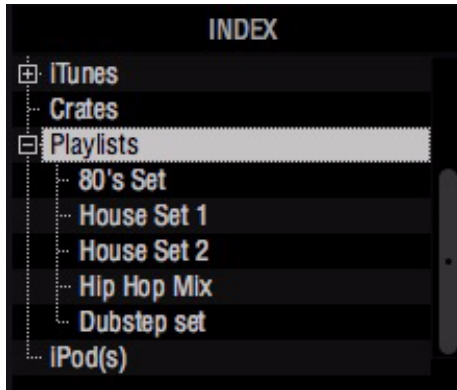 INDEX
iTunes
Crates
Playlists
80's Set
House Set 1
House Set 2
Hip Hop Mix
Dubstep set
iPod(s)